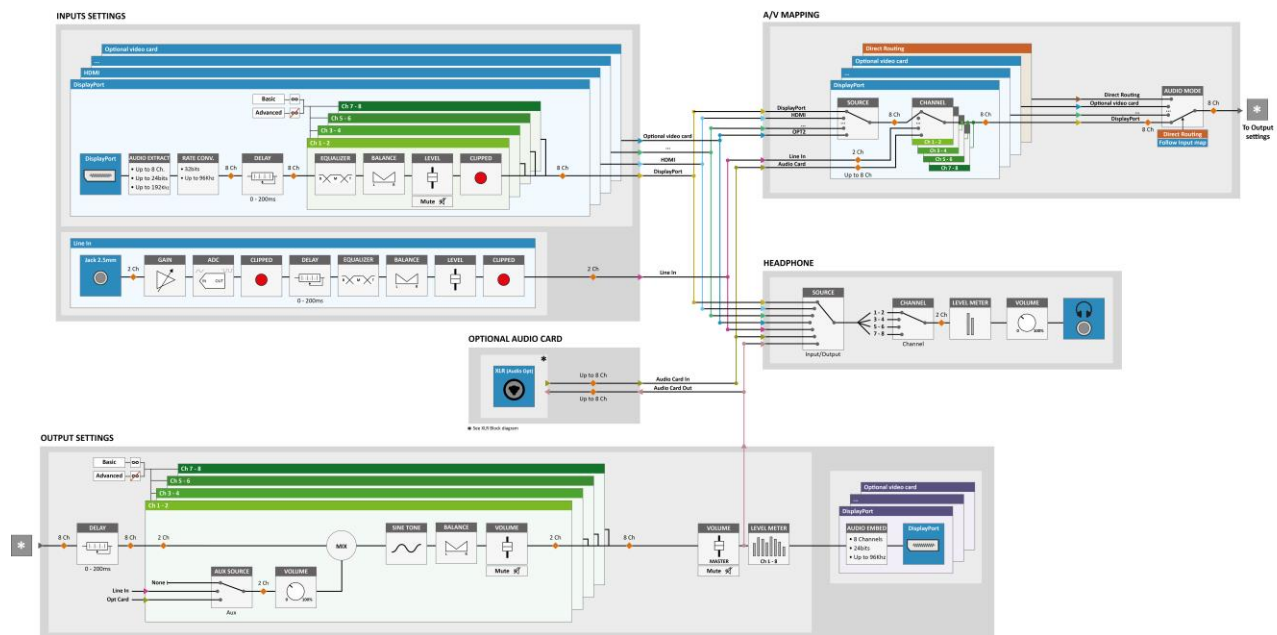 INPUTS SETTINGS
Optional video card
...
HDMI
DisplayPort
Basic
Advanced
Ch 7 - 8
Ch 5 - 6
Ch 3 - 4
Ch 1 - 2
DisplayPort
AUDIO EXTRACT
• Up to 8 Ch.
• Up to 24bits
• Up to 192Khz
RATE CONV.
• 32bits
• Up to 96Khz
8 Ch
DELAY
0 - 200ms
8 Ch
EQUALIZER
BALANCE
LEVEL
Mute
CLIPPED
8 Ch
Optional video card
...
HDMI
DisplayPort
Line In
Jack 2.5mm
2 Ch
GAIN
ADC
IN OUT
CLIPPED
DELAY
0 - 200ms
EQUALIZER
BALANCE
LEVEL
CLIPPED
2 Ch
Line In
A/V MAPPING
Direct Routing
Optional video card
...
DisplayPort
DisplayPort
HDMI
...
OPT2
SOURCE
...
8 Ch
CHANNEL
...
Ch 1 - 2
Ch 3 - 4
Ch 5 - 6
Ch 7 - 8
8 Ch
Line In
2 Ch
Audio Card
Up to 8 Ch
Direct Routing
Optional video card
...
DisplayPort
8 Ch
AUDIO MODE
...
Direct Routing
Follow Input map
8 Ch
*
To Output
settings
HEADPHONE
SOURCE
Input/Output
1 - 2
3 - 4
5 - 6
7 - 8
CHANNEL
Channel
2 Ch
LEVEL METER
VOLUME
0 100%
OPTIONAL AUDIO CARD
*
XLR (Audio Opt)
Up to 8 Ch
Audio Card In
Audio Card Out
Up to 8 Ch
* See XLR Block diagram
OUTPUT SETTINGS
Basic
Advanced
Ch 7 - 8
Ch 5 - 6
Ch 3 - 4
Ch 1 - 2
*
8 Ch
DELAY
0 - 200ms
8 Ch
2 Ch
MIX
SINE TONE
BALANCE
VOLUME
Mute
2 Ch
8 Ch
None
Line In
Opt Card
AUX SOURCE
Aux
2 Ch
VOLUME
0 100%
VOLUME
MASTER
Mute
LEVEL METER
Ch 1 - 8
Optional video card
...
DisplayPort
AUDIO EMBED
• 8 Channels
• 24bits
• Up to 96Khz
DisplayPort